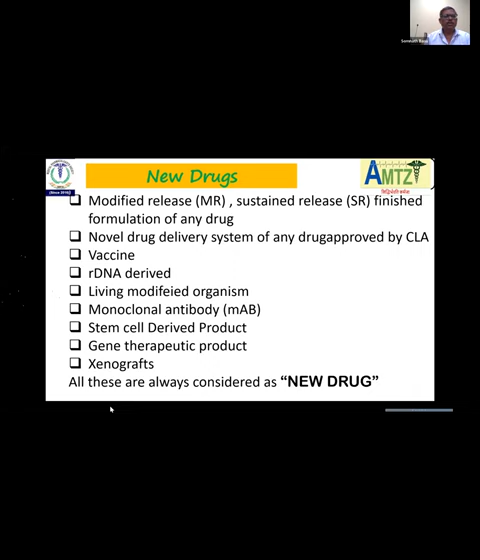 New Drugs
(Since 2016)
AMTZ
Modified release (MR) , sustained release (SR) finished
formulation of any drug
Novel drug delivery system of any drugapproved by CLA
Vaccine
rDNA derived
Living modifeied organism
Monoclonal antibody (mAB)
Stem cell Derived Product
Gene therapeutic product
Xenografts
All these are always considered as “NEW DRUG”